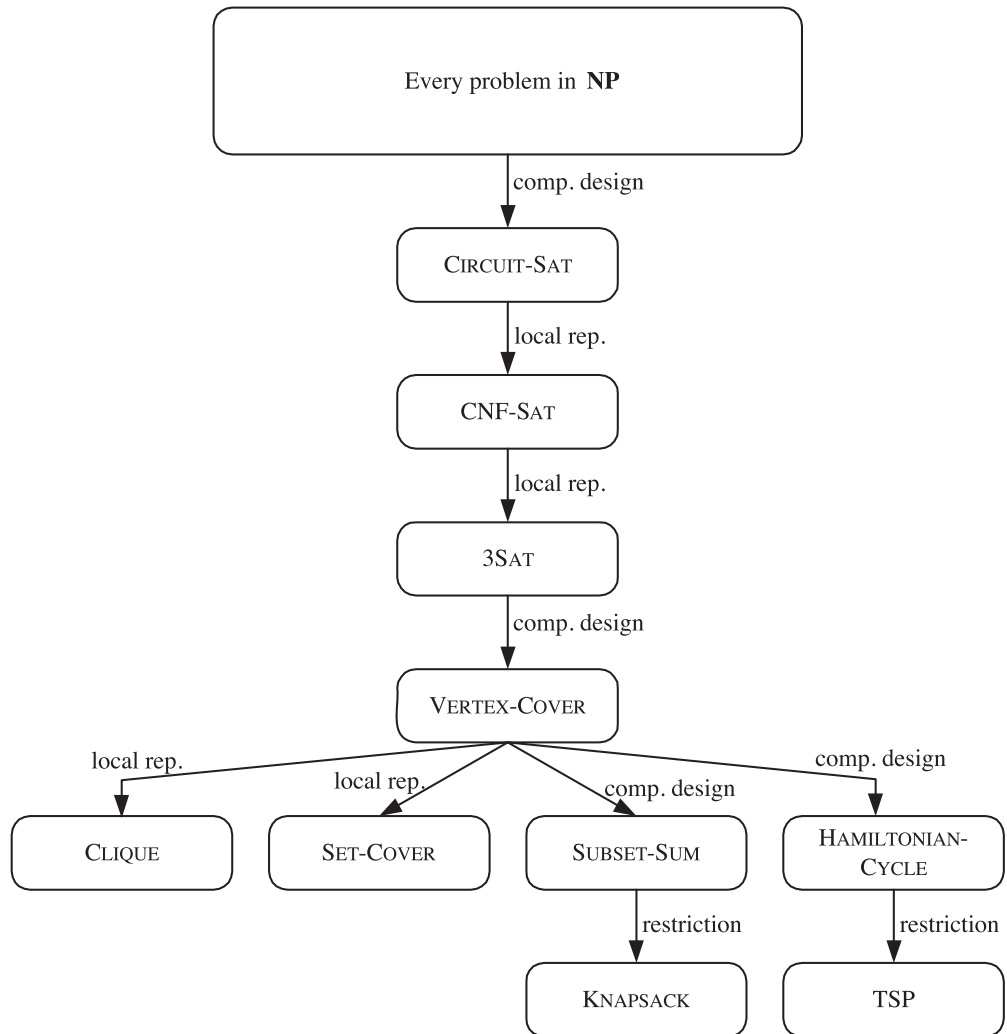 Every problem in NP
comp. design
CIRCUIT-SAT
local rep.
CNF-SAT
local rep.
3SAT
comp. design
VERTEX-COVER
local rep.
local rep.
comp. design
comp. design
CLIQUE
SET-COVER
SUBSET-SUM
HAMILTONIAN-
CYCLE
restriction
restriction
KNAPSACK
TSP